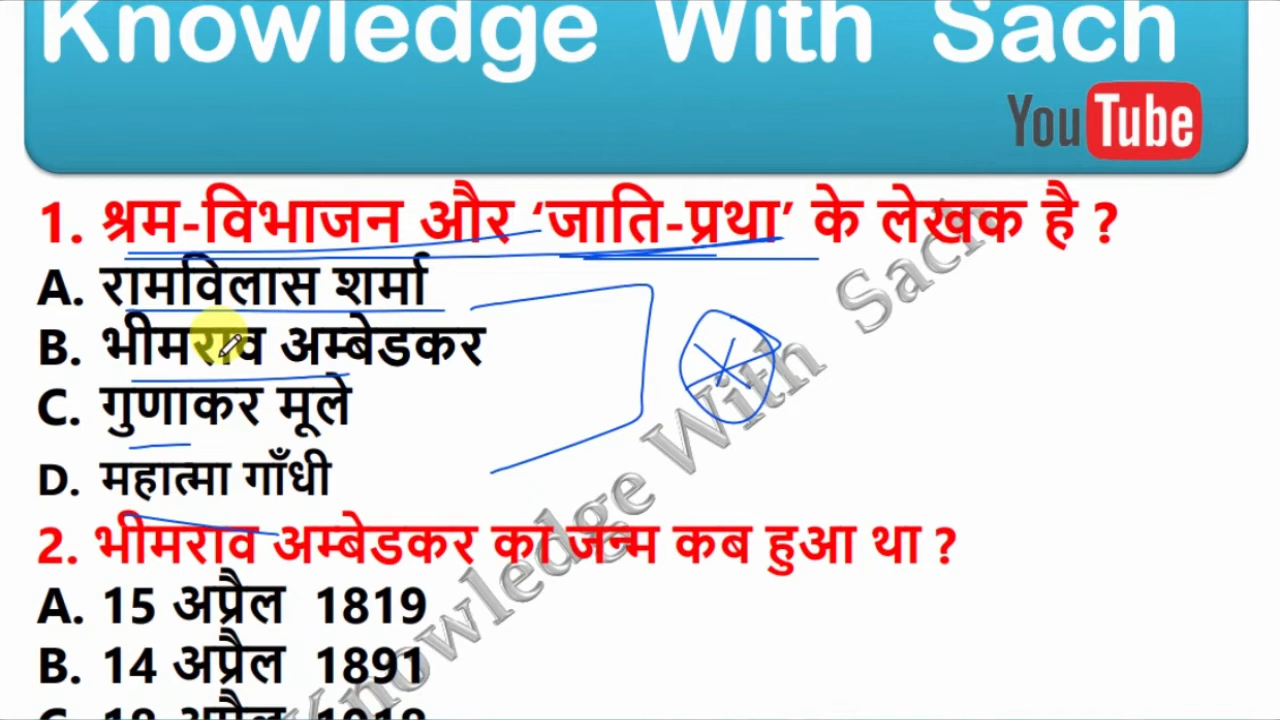 Knowledge With Sach
YouTube
1. श्रम-विभाजन और ‘जाति-प्रथा’ के लेखक है ?
A. रामविलास शर्मा
B. भीमराव अम्बेडकर
C. गुणाकर मूले
D. महात्मा गाँधी
2. भीमराव अम्बेडकर का जन्म कब हुआ था ?
A. 15 अप्रैल 1819
B. 14 अप्रैल 1891
Knowledge With Sach